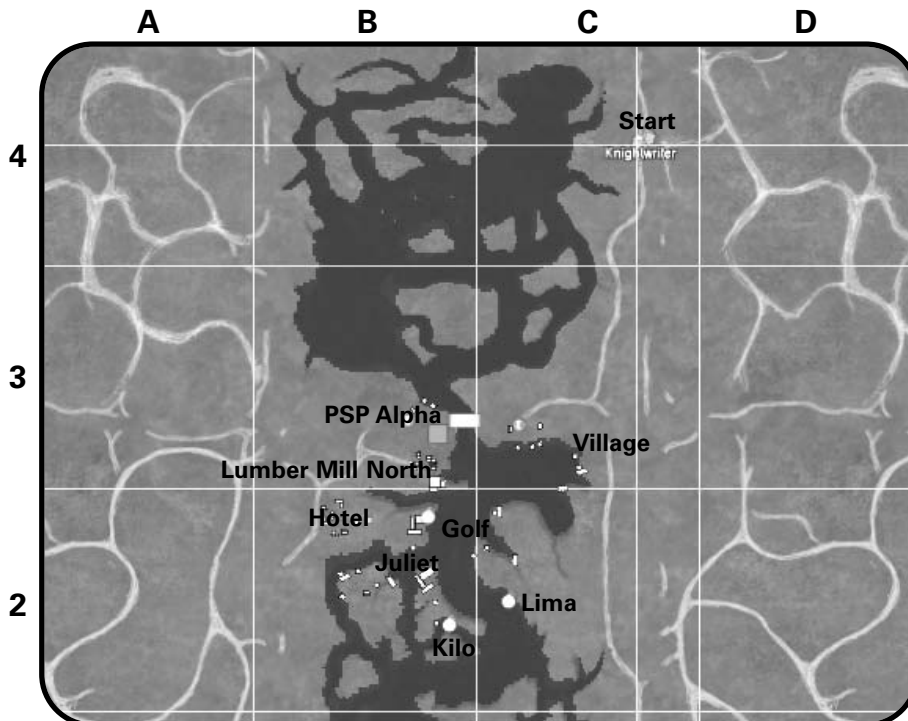 A B C D
Start
4
Knightwriter
3
PSP Alpha
Village
Lumber Mill North
Hotel
Golf
Juliet
2
Lima
Kilo